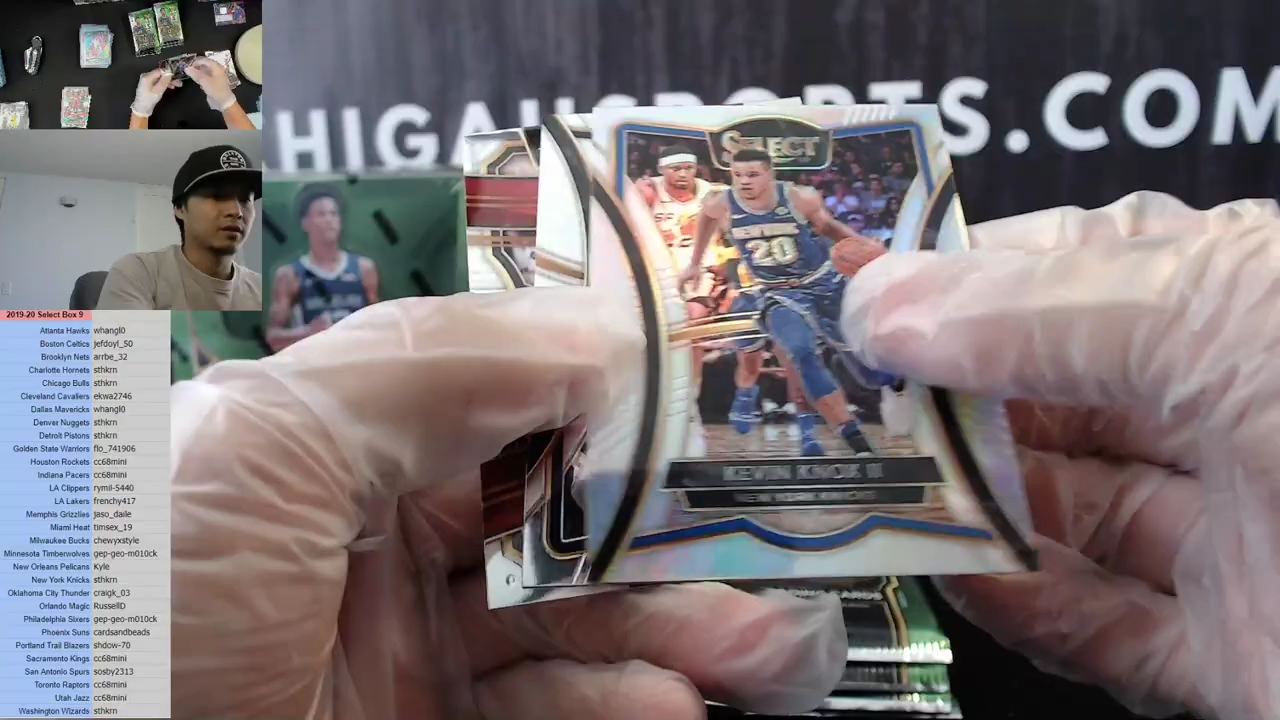 HIGANSPORTS.COM
SELECT
NEW YORK
20
KEVIN KNOX II
NEW YORK KNICKS
2019-20 Select Box 9
Atlanta Hawks whangl0
Boston Celtics jefdoyl_50
Brooklyn Nets arrbe_32
Charlotte Hornets sthkrn
Chicago Bulls sthkrn
Cleveland Cavaliers ekwa2746
Dallas Mavericks whangl0
Denver Nuggets sthkrn
Detroit Pistons sthkrn
Golden State Warriors flo_741906
Houston Rockets cc68mini
Indiana Pacers cc68mini
LA Clippers rymil-5440
LA Lakers frenchy417
Memphis Grizzlies jaso_daile
Miami Heat timsex_19
Milwaukee Bucks chewyxstyle
Minnesota Timberwolves gep-geo-m010ck
New Orleans Pelicans Kyle
New York Knicks sthkrn
Oklahoma City Thunder craigk_03
Orlando Magic RussellD
Philadelphia Sixers gep-geo-m010ck
Phoenix Suns cardsandbeads
Portland Trail Blazers shdow-70
Sacramento Kings cc68mini
San Antonio Spurs sosby2313
Toronto Raptors cc68mini
Utah Jazz cc68mini
Washington Wizards sthkrn
CARDS